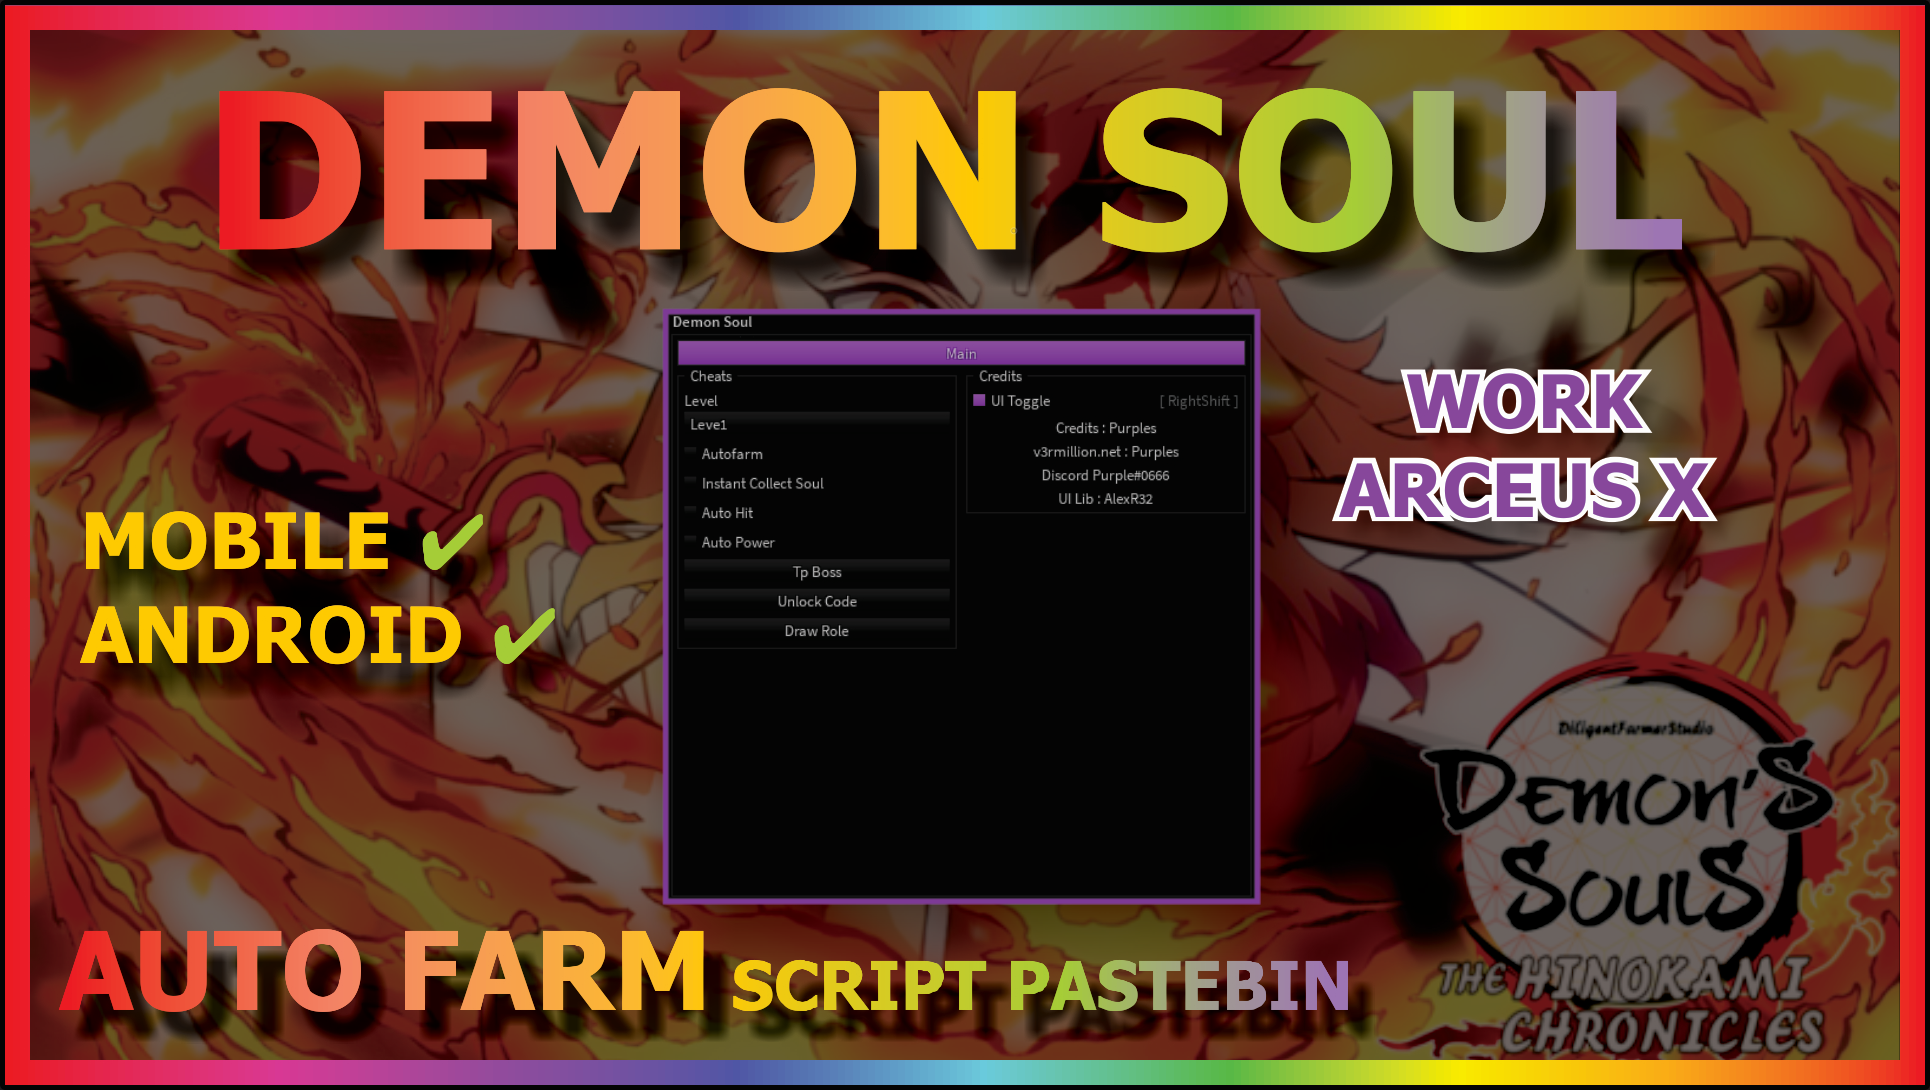 DEMON SOUL
Demon Soul
Main
Cheats
Level
Leve1
Autofarm
Instant Collect Soul
Auto Hit
Auto Power
Tp Boss
Unlock Code
Draw Role
Credits
UI Toggle [ RightShift ]
Credits : Purples
v3rmillion.net : Purples
Discord Purple#0666
UI Lib : AlexR32
MOBILE ✔
ANDROID ✔
WORK
ARCEUS X
DiligentFarmerStudio
DEMON'S
SOULS
THE HINOKAMI
CHRONICLES
AUTO FARM SCRIPT PASTEBIN